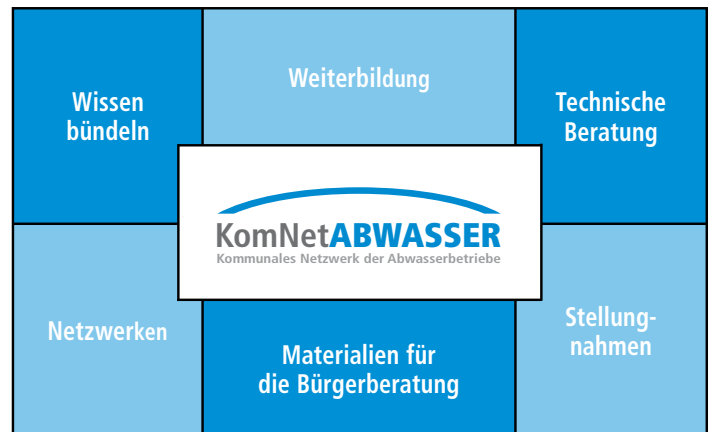 Wissen
bündeln
Weiterbildung
Technische
Beratung
KomNetABWASSER
Kommunales Netzwerk der Abwasserbetriebe
Netzwerken
Materialien für
die Bürgerberatung
Stellung-
nahmen